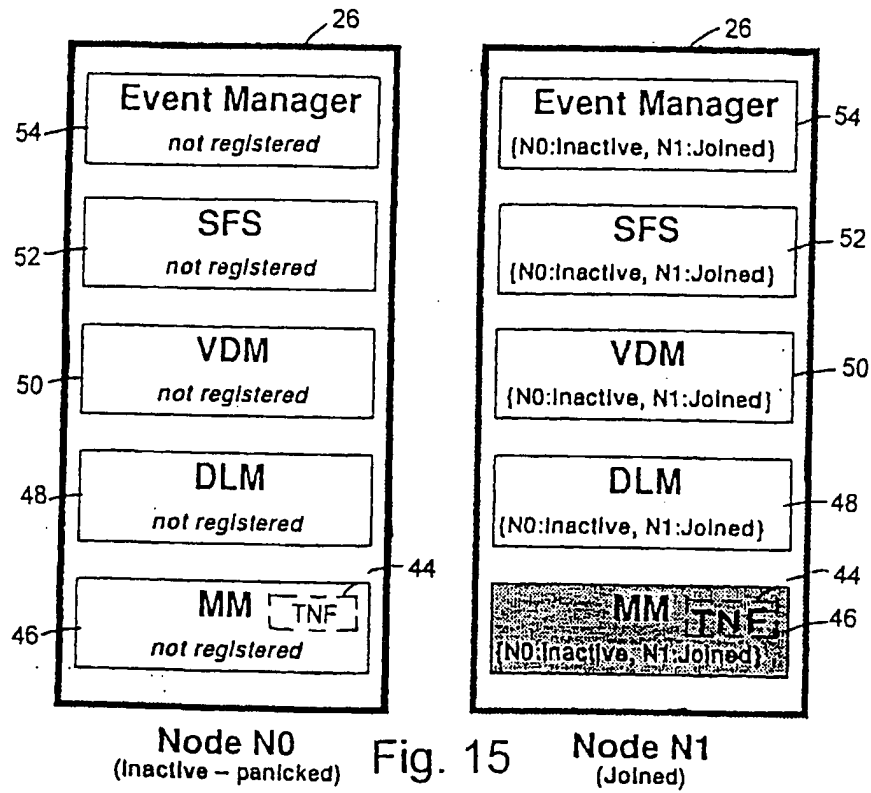 26
Event Manager
not registered
54
SFS
not registered
52
VDM
not registered
50
DLM
not registered
48
44
MM
TNF
not registered
46
Node N0
(Inactive – panicked)
26
Event Manager
{N0:Inactive, N1:Joined}
54
SFS
{N0:Inactive, N1:Joined}
52
VDM
{N0:Inactive, N1:Joined}
50
DLM
{N0:Inactive, N1:Joined}
48
44
MM
TNF
46
{N0:Inactive, N1:Joined}
Node N1
(Joined)
Fig. 15